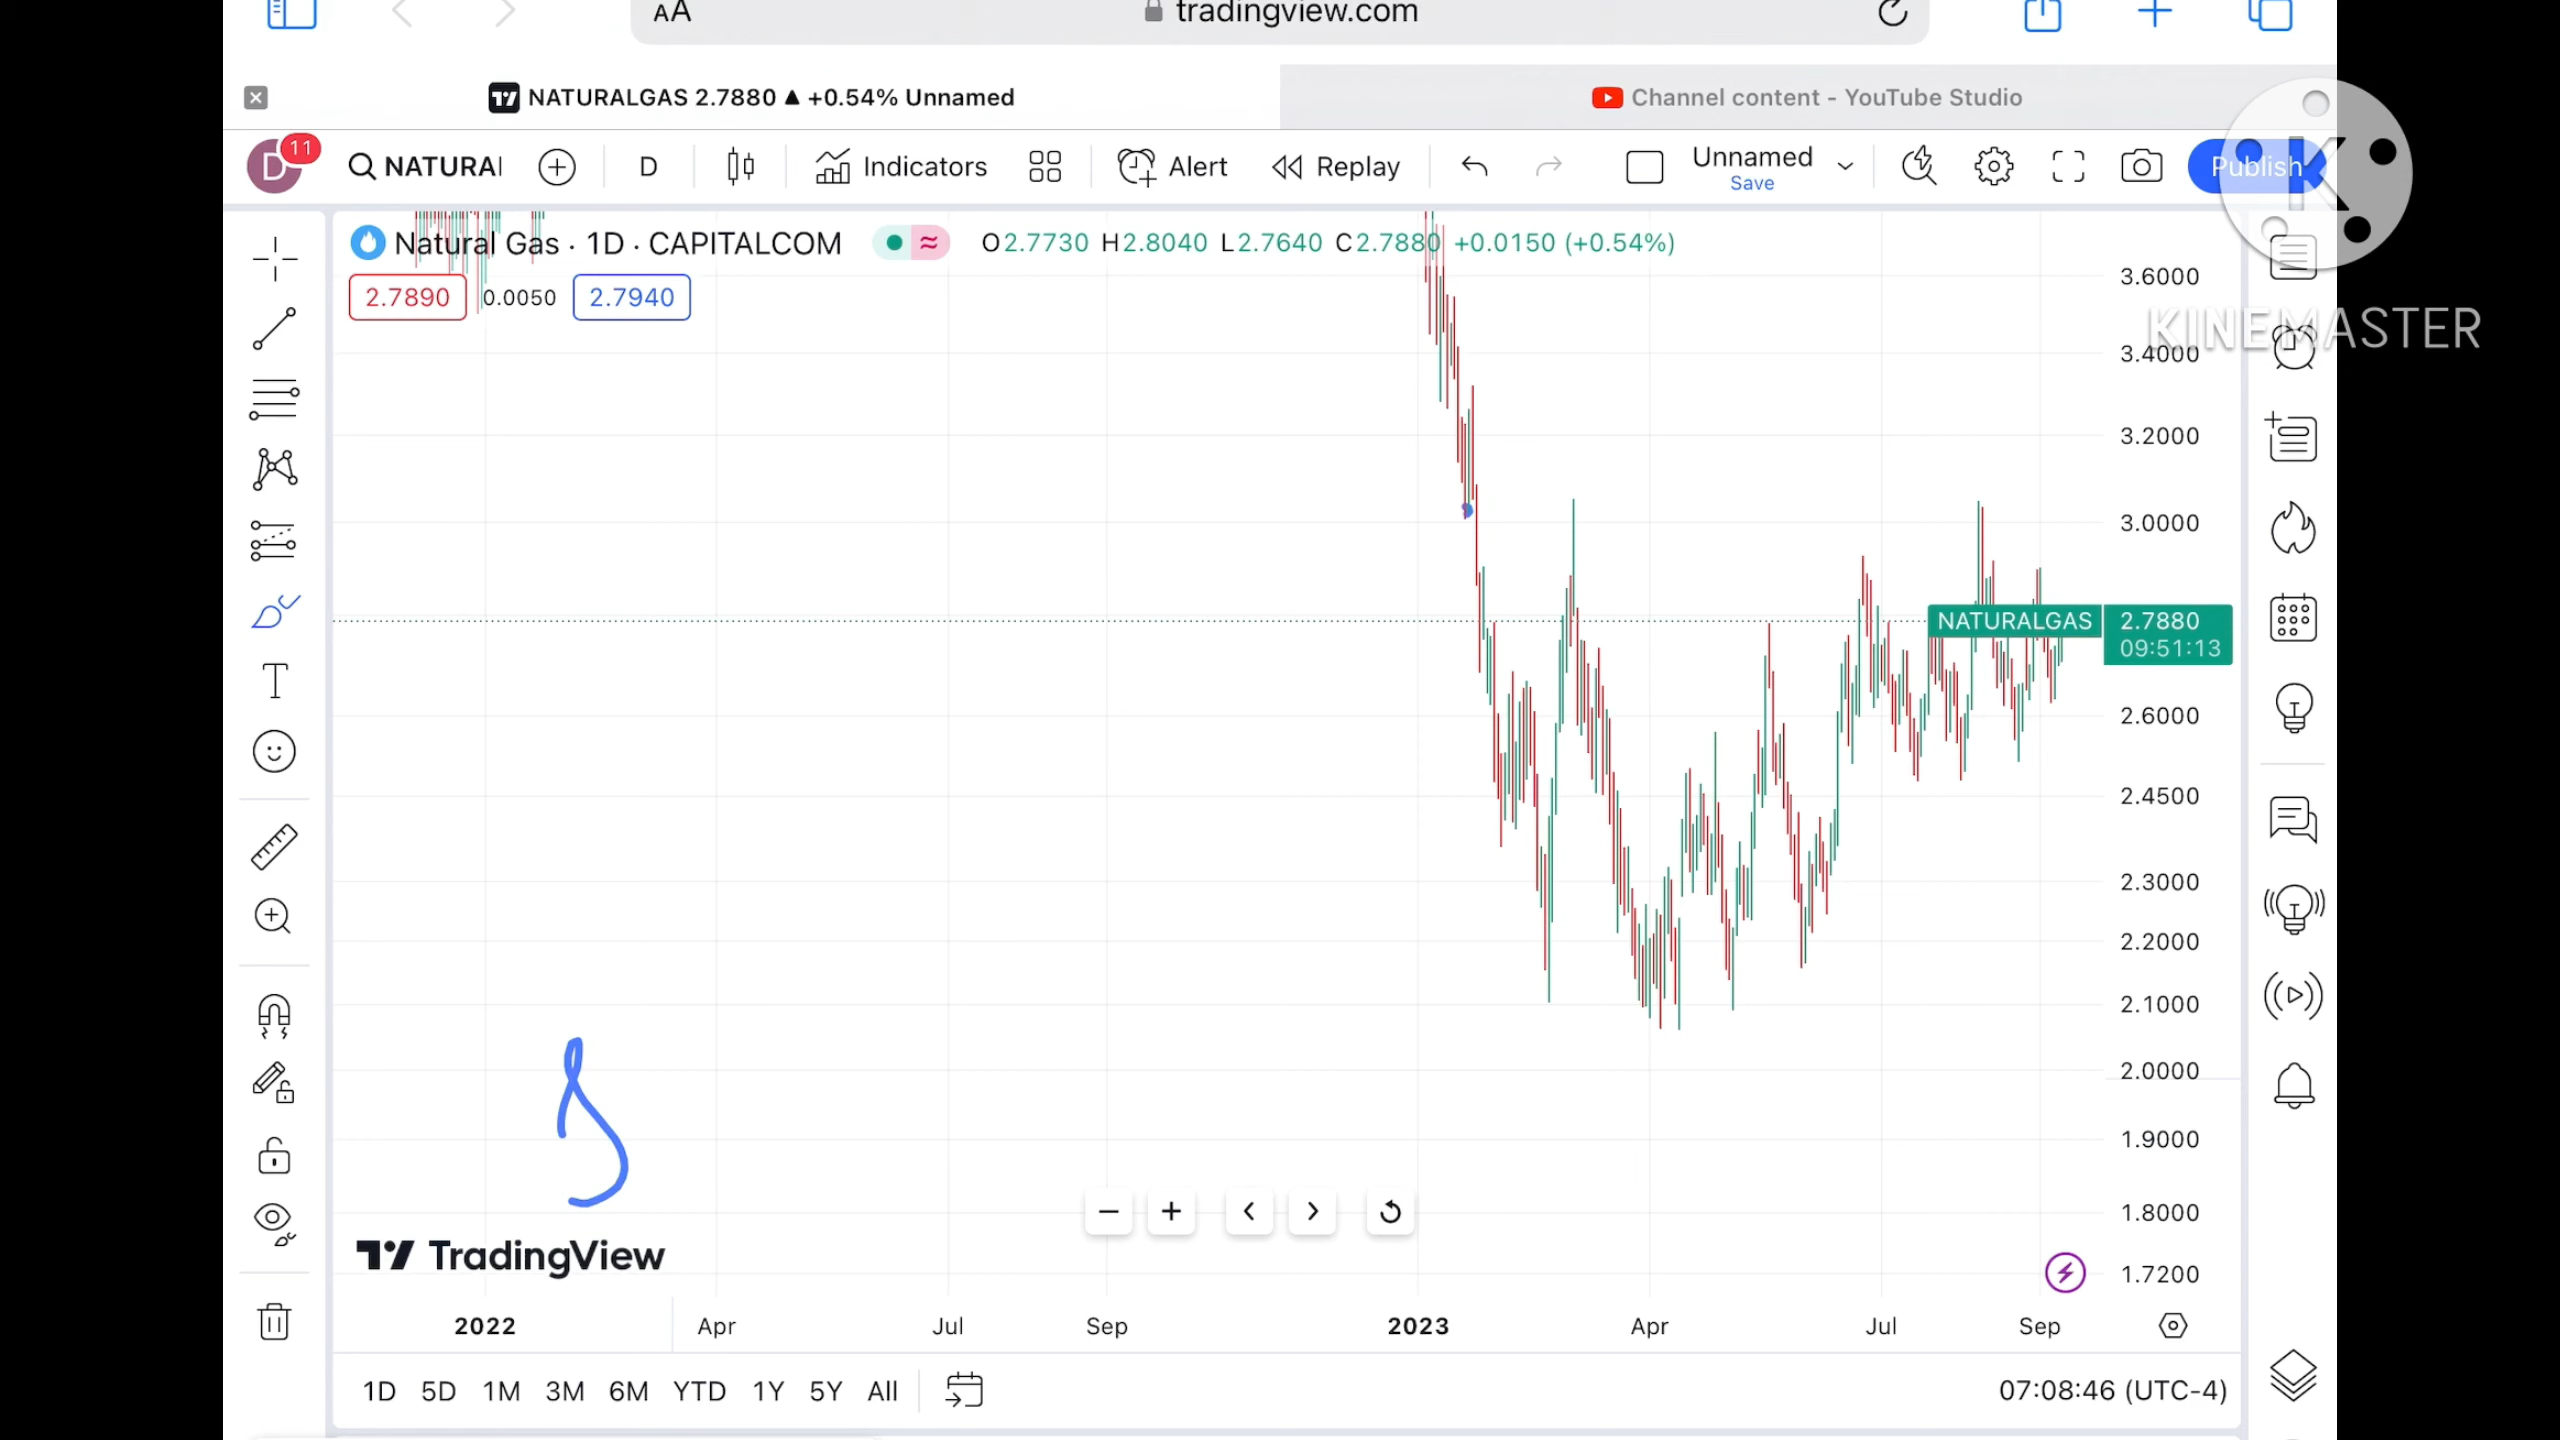 AA tradingview.com
NATURALGAS 2.7880 ▲ +0.54% Unnamed
Channel content - YouTube Studio
D 11 NATURAL + D Indicators Alert Replay Unnamed Save Publish
Natural Gas · 1D · CAPITALCOM O2.7730 H2.8040 L2.7640 C2.7880 +0.0150 (+0.54%)
2.7890 0.0050 2.7940
KINEMASTER
3.6000
3.4000
3.2000
3.0000
NATURALGAS 2.7880
09:51:13
2.6000
2.4500
2.3000
2.2000
2.1000
2.0000
1.9000
1.8000
1.7200
TradingView
2022 Apr Jul Sep 2023 Apr Jul Sep
1D 5D 1M 3M 6M YTD 1Y 5Y All
07:08:46 (UTC-4)